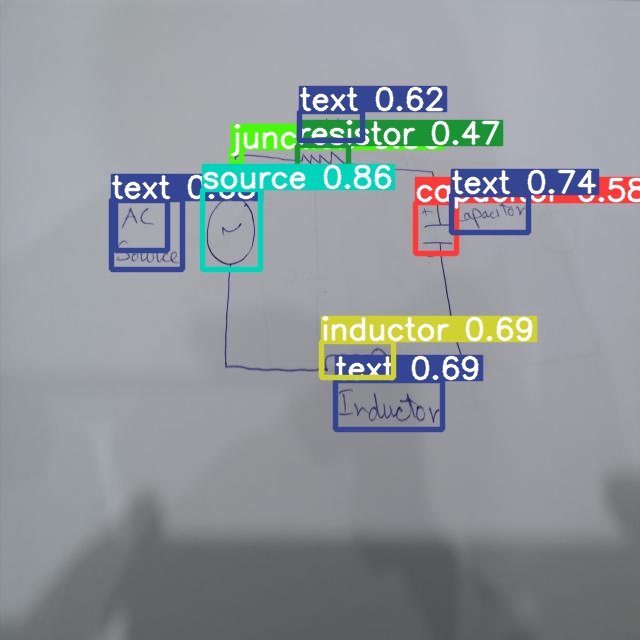 text 0.62
junc
resistor 0.47
source 0.86
text 0.
text 0.74
0.58
AC
Source
+
Capacitor
inductor 0.69
text 0.69
Inductor